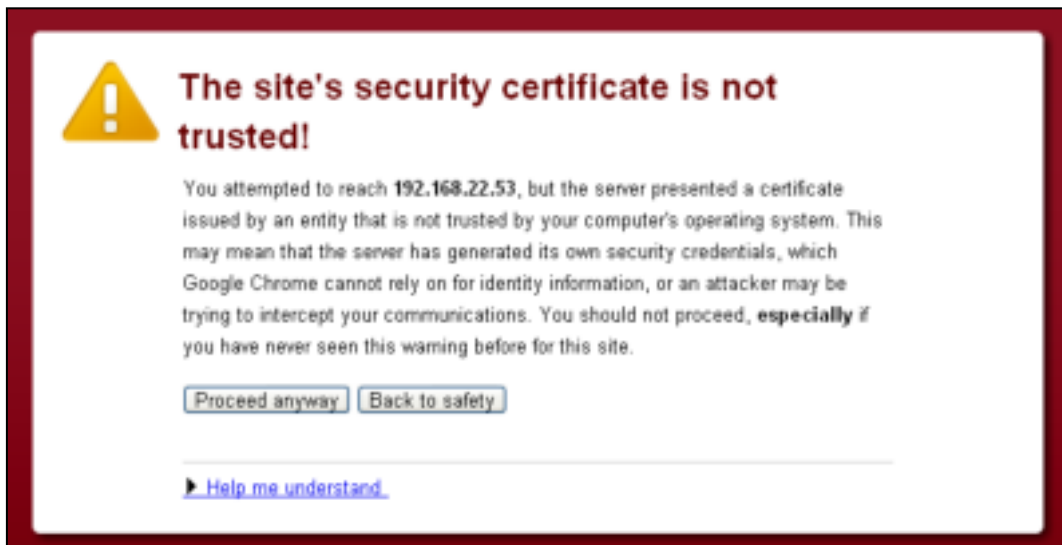 The site's security certificate is not
trusted!
You attempted to reach 192.168.22.53, but the server presented a certificate
issued by an entity that is not trusted by your computer's operating system. This
may mean that the server has generated its own security credentials, which
Google Chrome cannot rely on for identity information, or an attacker may be
trying to intercept your communications. You should not proceed, especially if
you have never seen this warning before for this site.
Proceed anyway Back to safety
Help me understand